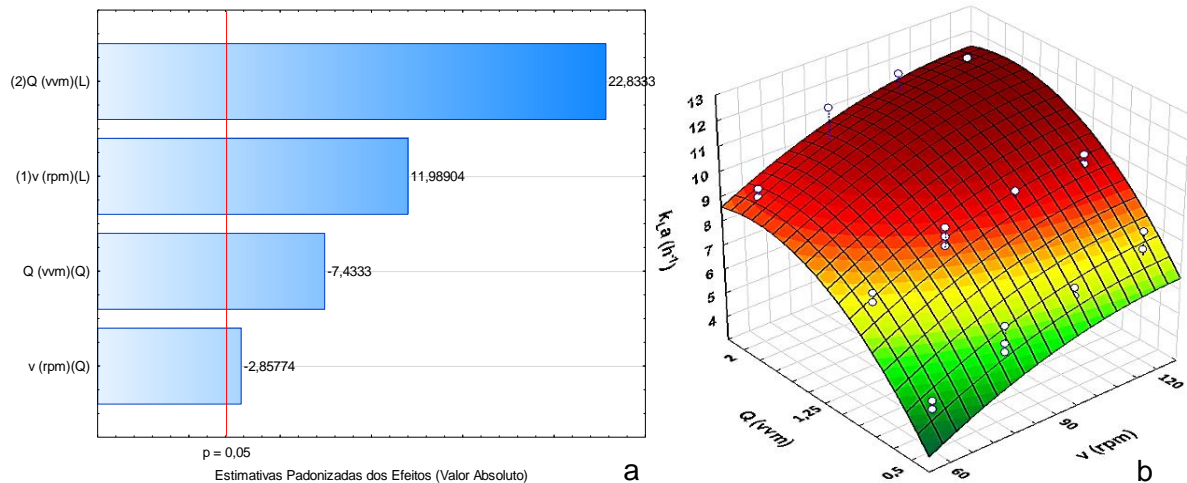 (2)Q (vvm)(L)
22,8333
(1)v (rpm)(L)
11,98904
Q (vvm)(Q)
-7,4333
v (rpm)(Q)
-2,85774
p = 0,05
Estimativas Padonizadas dos Efeitos (Valor Absoluto)
a
13
12
11
10
9
8
7
6
5
4
kLa (h-1)
2
1,25
0,5
Q (vvm)
60
90
120
v (rpm)
b